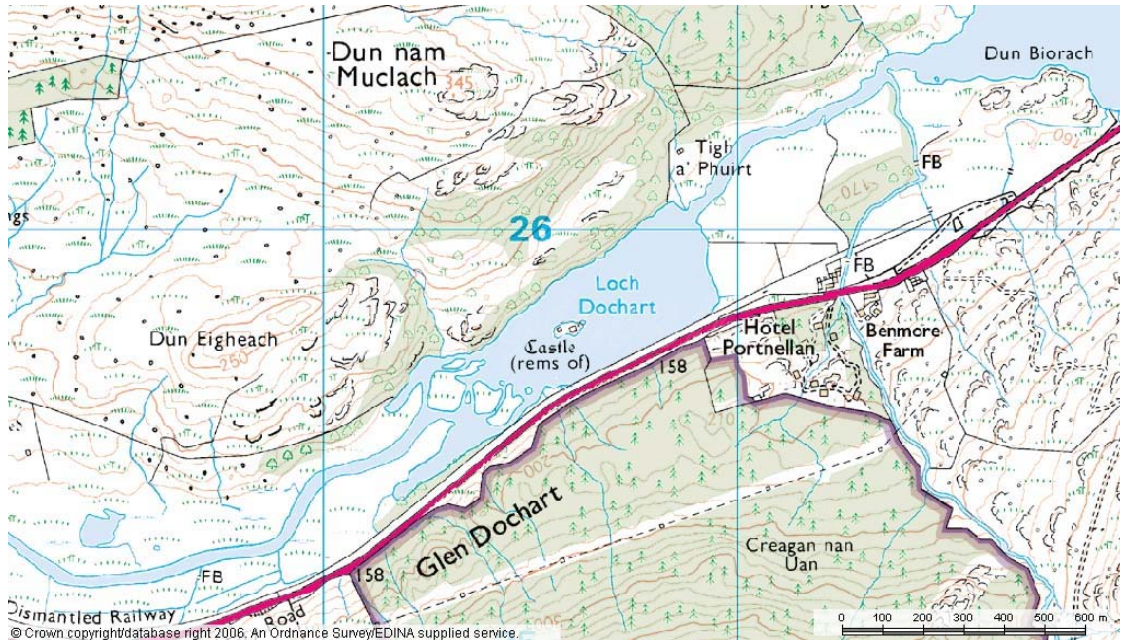 Dun nam
Muclach
345
Dun Biorach
Tigh
a' Phuirt
FB
170
160
26
FB
Loch
Dochart
Dun Eigheach
250
Castle
(rems of)
Hotel
Portnellan
Benmore
Farm
158
200
Glen Dochart
Creagan nan
Uan
FB
158
Dismantled Railway
Road
0 100 200 300 400 500 600 m
© Crown copyright/database right 2006. An Ordnance Survey/EDINA supplied service.